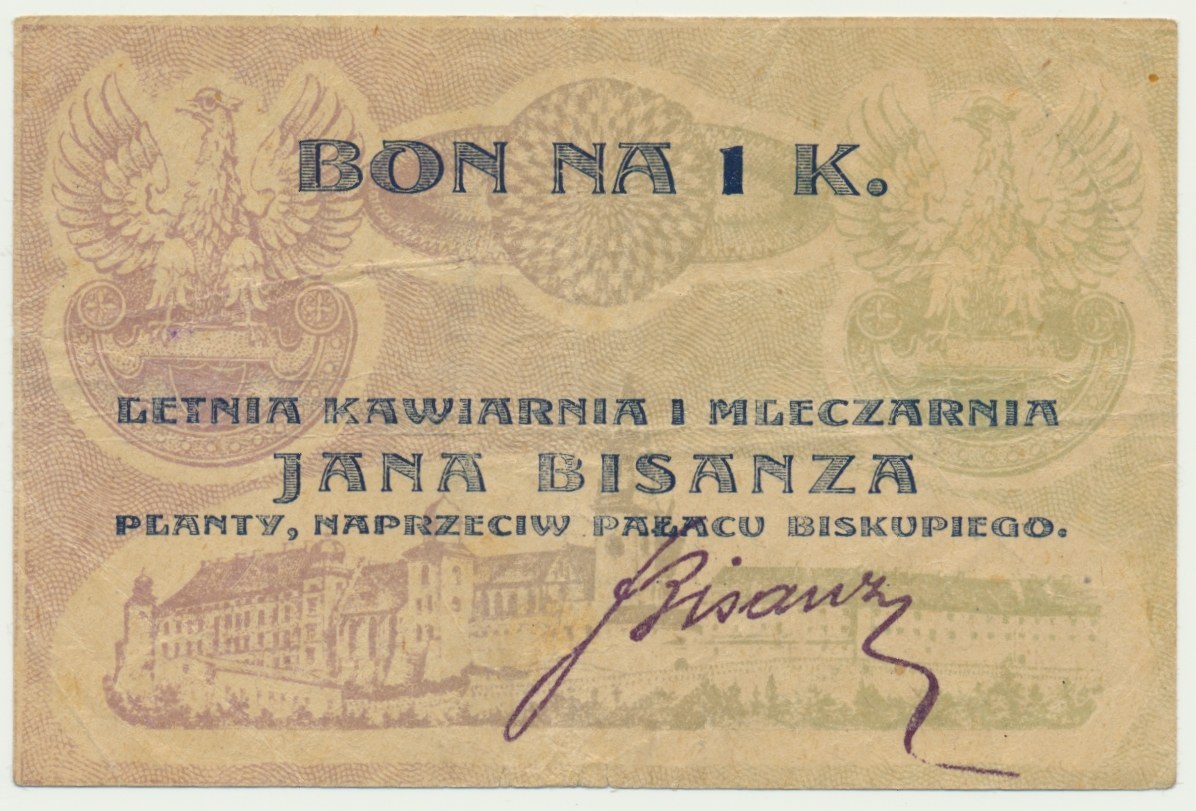 BON NA 1 K.
LETNIA KAWIARNIA I MLECZARNIA
JANA BISANZA
PLANTY, NAPRZECIW PAŁACU BISKUPIEGO.
JBisanz